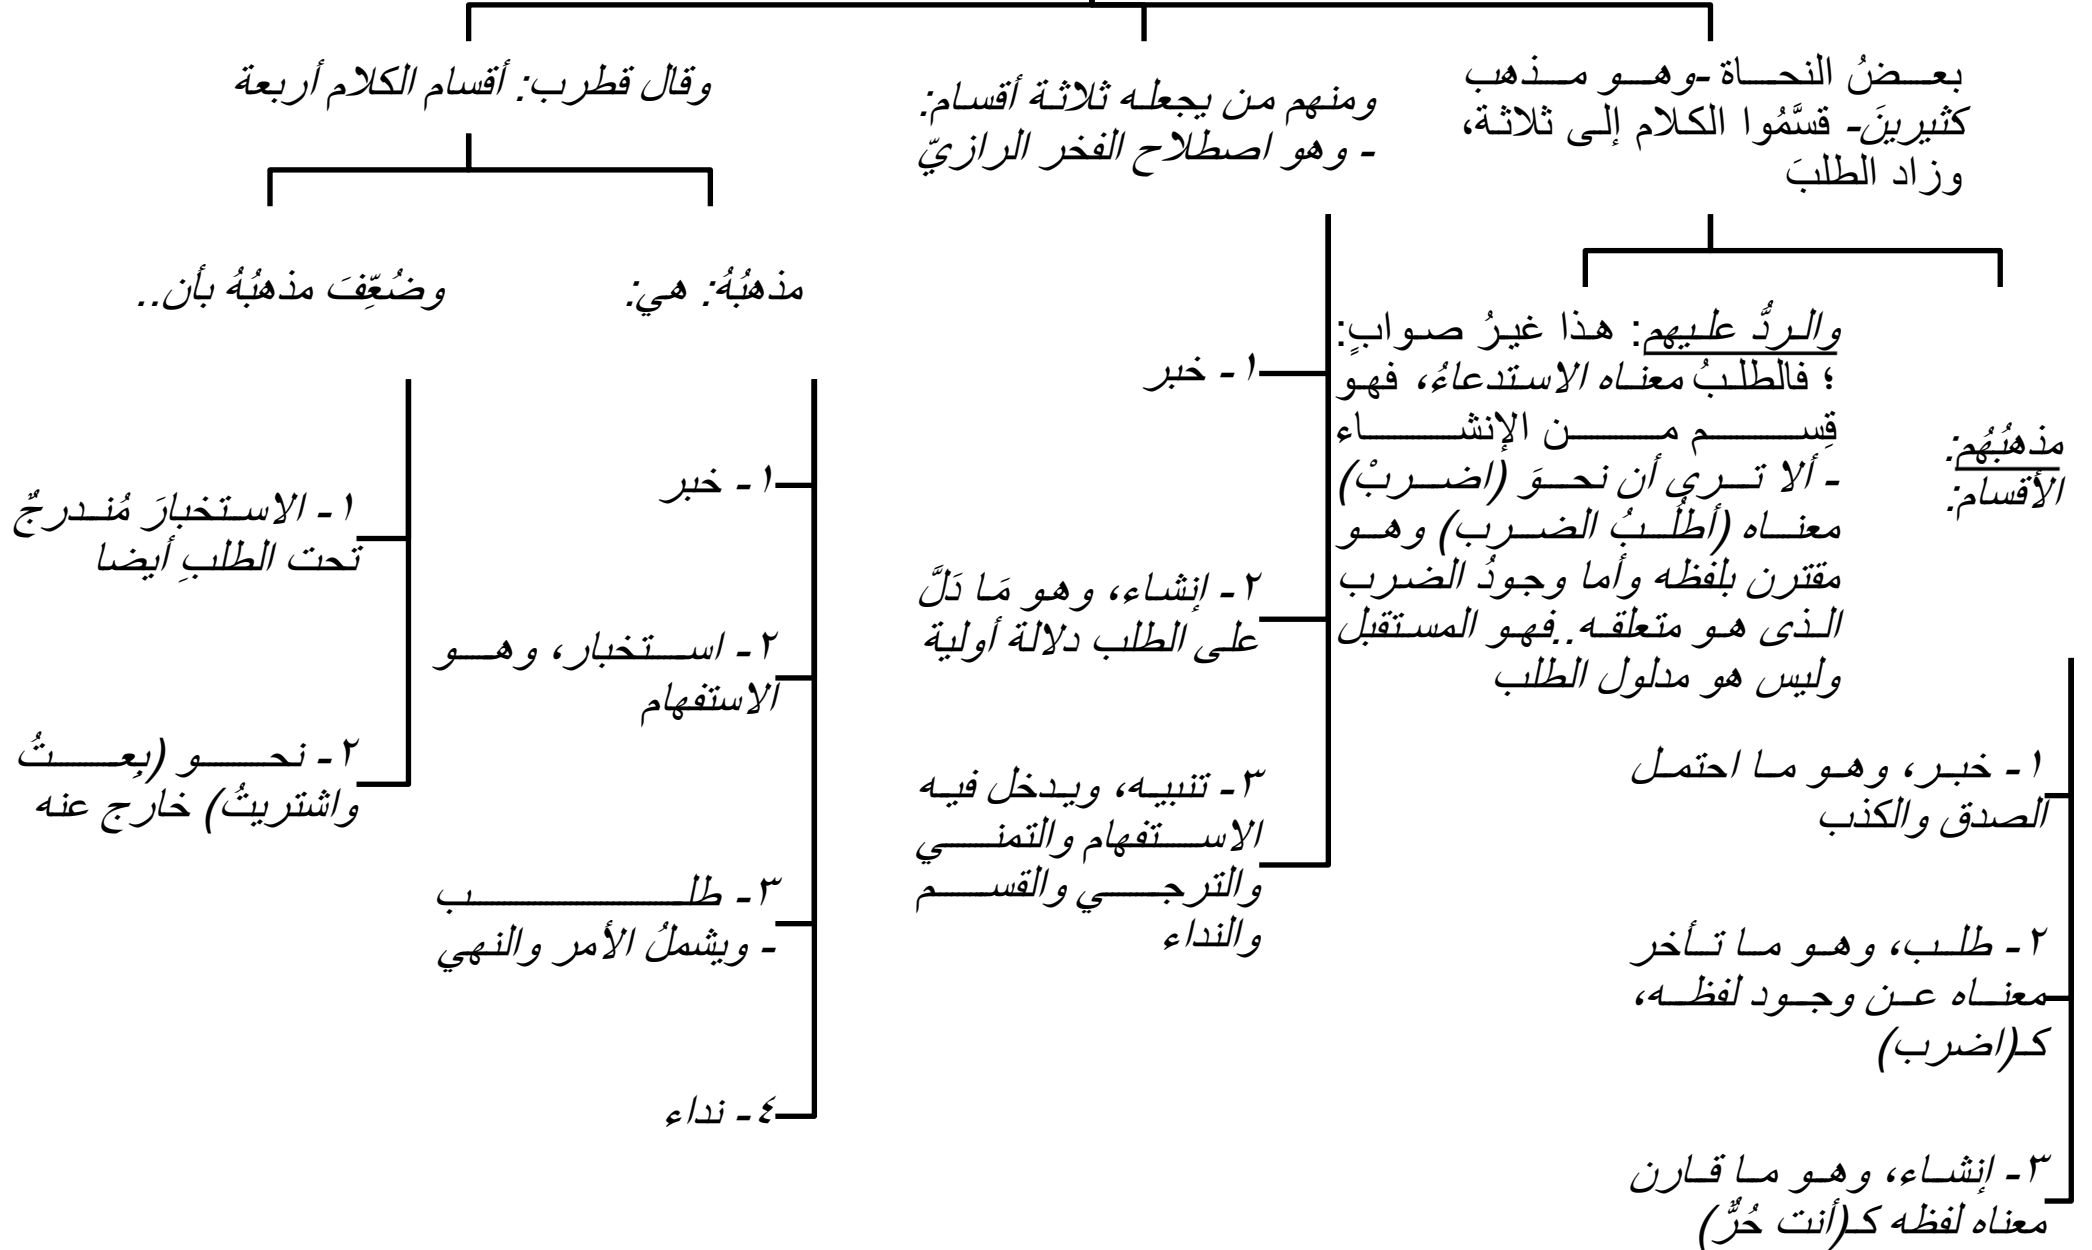 بعضُ النحاة -وهو مذهب
كثيرينَ- قسَّمُوا الكلام إلى ثلاثة،
وزاد الطلبَ
مذهبُهُم:
الأقسام:
١- خبر، وهو ما احتمل
الصدق والكذب
٢- طلب، وهو ما تأخر
معناه عن وجود لفظه،
كـ(اضرب)
٣- إنشاء، وهو ما قارن
معناه لفظه كـ(أنت حُرٌّ)
والردُّ عليهم: هذا غيرُ صوابٍ:
؛ فالطلبُ معناه الاستدعاءُ، فهو
قِسم من الإنشاء
- ألا ترى أن نحوَ (اضربْ)
معناه (أطلُبُ الضرب) وهو
مقترن بلفظه وأما وجودُ الضرب
الذى هو متعلقه..فهو المستقبل
وليس هو مدلول الطلب
ومنهم من يجعله ثلاثة أقسام:
- وهو اصطلاح الفخر الرازيّ
١- خبر
٢- إنشاء، وهو مَا دَلَّ
على الطلب دلالة أولية
٣- تنبيه، ويدخل فيه
الاستفهام والتمني
والترجي والقسم
والنداء
وقال قطرب: أقسام الكلام أربعة
مذهبُهُ: هي:
١- خبر
٢- استخبار، وهو
الاستفهام
٣- طلب
- ويشملُ الأمر والنهي
٤- نداء
وضُعِّفَ مذهبُهُ بأن..
١- الاستخبارَ مُندرجٌ
تحت الطلبِ أيضا
٢- نحو (بِعتُ
واشتريتُ) خارج عنه